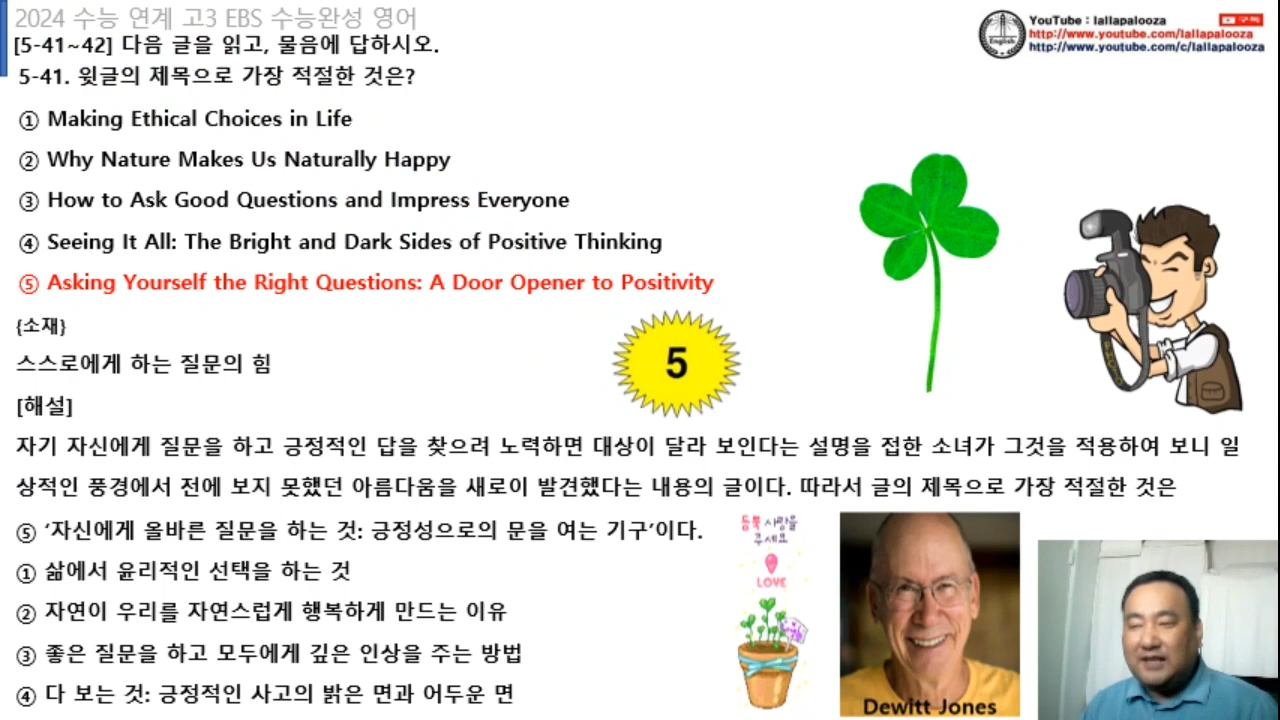 2024 수능 연계 고3 EBS 수능완성 영어
[5-41~42] 다음 글을 읽고, 물음에 답하시오.
5-41. 윗글의 제목으로 가장 적절한 것은?
YouTube : lallapalooza
구독
http://www.youtube.com/lallapalooza
http://www.youtube.com/c/lallapalooza
English
① Making Ethical Choices in Life
② Why Nature Makes Us Naturally Happy
③ How to Ask Good Questions and Impress Everyone
④ Seeing It All: The Bright and Dark Sides of Positive Thinking
⑤ Asking Yourself the Right Questions: A Door Opener to Positivity
{소재}
스스로에게 하는 질문의 힘
5
[해설]
자기 자신에게 질문을 하고 긍정적인 답을 찾으려 노력하면 대상이 달라 보인다는 설명을 접한 소녀가 그것을 적용하여 보니 일
상적인 풍경에서 전에 보지 못했던 아름다움을 새로이 발견했다는 내용의 글이다. 따라서 글의 제목으로 가장 적절한 것은
⑤ ‘자신에게 올바른 질문을 하는 것: 긍정성으로의 문을 여는 기구’이다.
① 삶에서 윤리적인 선택을 하는 것
② 자연이 우리를 자연스럽게 행복하게 만드는 이유
③ 좋은 질문을 하고 모두에게 깊은 인상을 주는 방법
④ 다 보는 것: 긍정적인 사고의 밝은 면과 어두운 면
듬뿍 사랑을
주세요
LOVE
Dewitt Jones